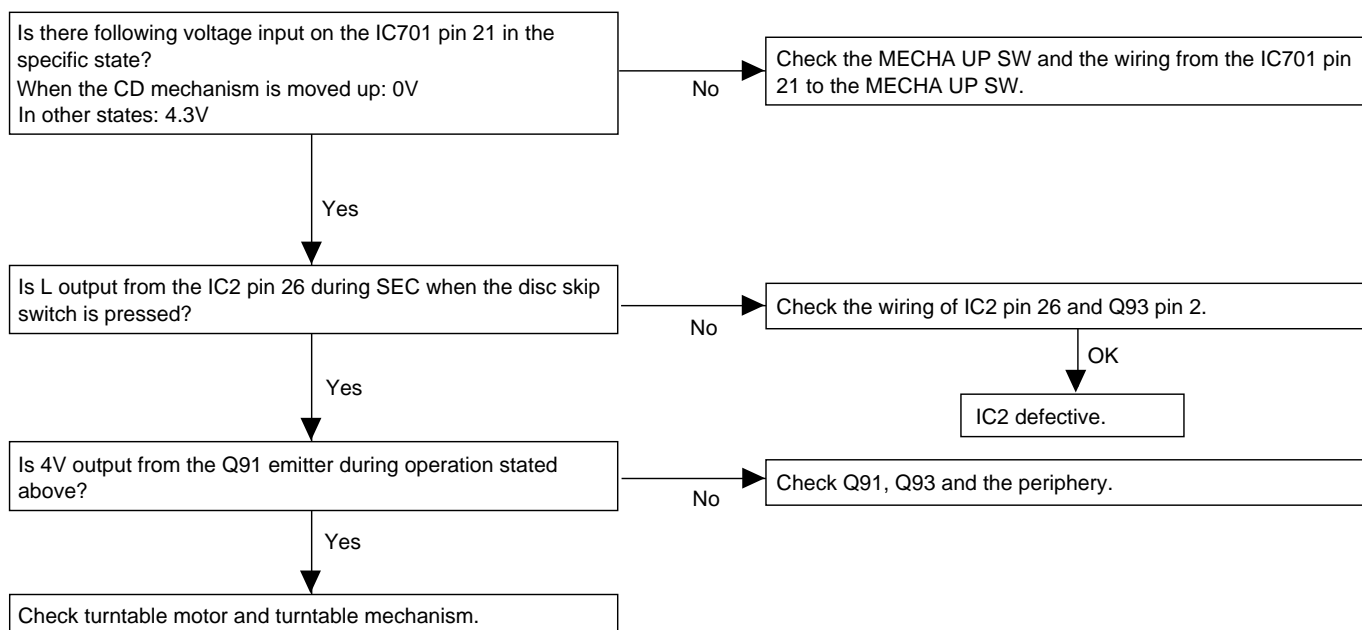 Is there following voltage input on the IC701 pin 21 in the
specific state?
When the CD mechanism is moved up: 0V
In other states: 4.3V
No
Check the MECHA UP SW and the wiring from the IC701 pin
21 to the MECHA UP SW.
Yes
Is L output from the IC2 pin 26 during SEC when the disc skip
switch is pressed?
No
Check the wiring of IC2 pin 26 and Q93 pin 2.
OK
IC2 defective.
Yes
Is 4V output from the Q91 emitter during operation stated
above?
No
Check Q91, Q93 and the periphery.
Yes
Check turntable motor and turntable mechanism.